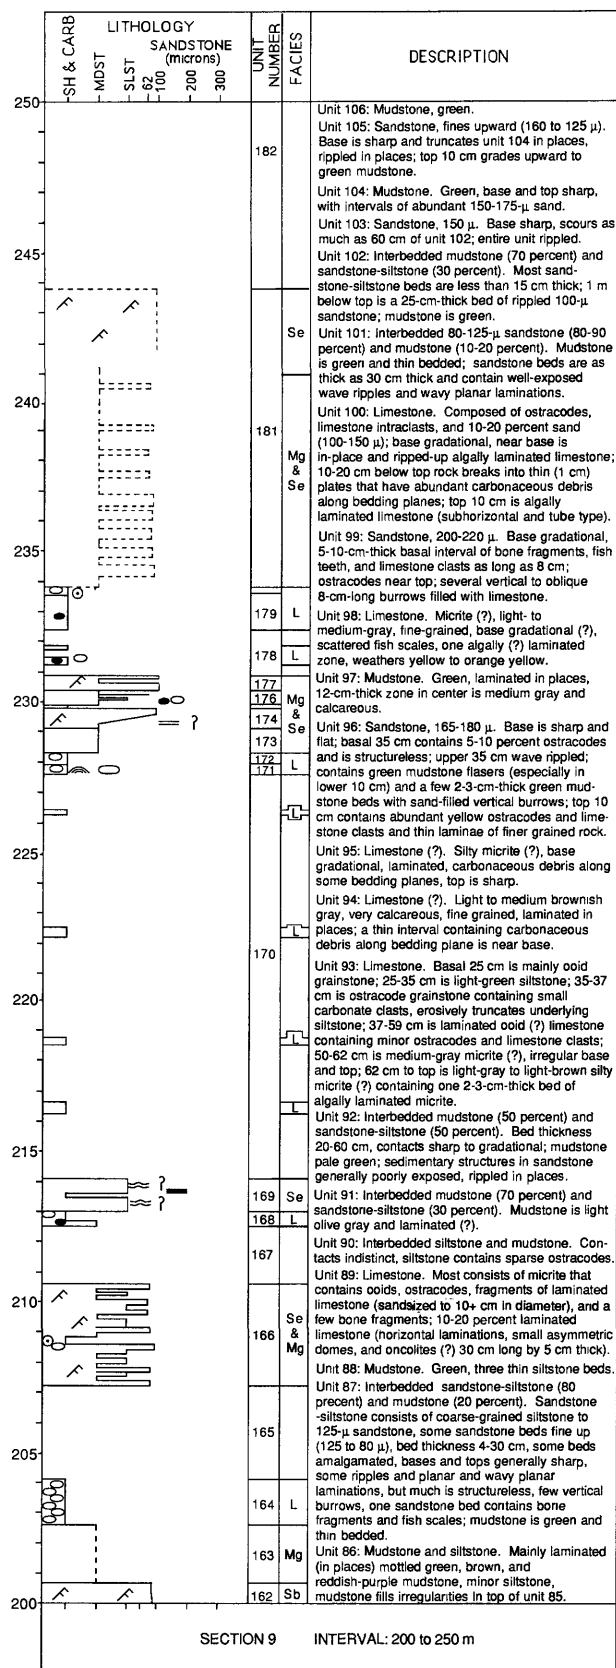 LITHOLOGY
SANDSTONE
(microns)
SH & CARB
MDST
SLST
62
100
200
300
UNIT
NUMBER
FACIES
DESCRIPTION
250
245
240
235
230
225
220
215
210
205
200
182
181
179
178
177
176
174
173
172
171
170
169
168
167
166
165
164
163
162
Se
Mg
&
Se
L
L
Mg
&
Se
L
L
L
L
L
Se
L
Se
&
Mg
L
Mg
Sb
?
?
?
Unit 106: Mudstone, green.
Unit 105: Sandstone, fines upward (160 to 125 µ).
Base is sharp and truncates unit 104 in places,
rippled in places; top 10 cm grades upward to
green mudstone.
Unit 104: Mudstone. Green, base and top sharp,
with intervals of abundant 150-175-µ sand.
Unit 103: Sandstone, 150 µ. Base sharp, scours as
much as 60 cm of unit 102; entire unit rippled.
Unit 102: Interbedded mudstone (70 percent) and
sandstone-siltstone (30 percent). Most sand-
stone-siltstone beds are less than 15 cm thick; 1 m
below top is a 25-cm-thick bed of rippled 100-µ
sandstone; mudstone is green.
Unit 101: Interbedded 80-125-µ sandstone (80-90
percent) and mudstone (10-20 percent). Mudstone
is green and thin bedded; sandstone beds are as
thick as 30 cm thick and contain well-exposed
wave ripples and wavy planar laminations.
Unit 100: Limestone. Composed of ostracodes,
limestone intraclasts, and 10-20 percent sand
(100-150 µ); base gradational, near base is
in-place and ripped-up algally laminated limestone;
10-20 cm below top rock breaks into thin (1 cm)
plates that have abundant carbonaceous debris
along bedding planes; top 10 cm is algally
laminated limestone (subhorizontal and tube type).
Unit 99: Sandstone, 200-220 µ. Base gradational,
5-10-cm-thick basal interval of bone fragments, fish
teeth, and limestone clasts as long as 8 cm;
ostracodes near top; several vertical to oblique
8-cm-long burrows filled with limestone.
Unit 98: Limestone. Micrite (?), light- to
medium-gray, fine-grained, base gradational (?),
scattered fish scales, one algally (?) laminated
zone, weathers yellow to orange yellow.
Unit 97: Mudstone. Green, laminated in places,
12-cm-thick zone in center is medium gray and
calcareous.
Unit 96: Sandstone, 165-180 µ. Base is sharp and
flat; basal 35 cm contains 5-10 percent ostracodes
and is structureless; upper 35 cm wave rippled;
contains green mudstone flasers (especially in
lower 10 cm) and a few 2-3-cm-thick green mud-
stone beds with sand-filled vertical burrows; top 10
cm contains abundant yellow ostracodes and lime-
stone clasts and thin laminae of finer grained rock.
Unit 95: Limestone (?). Silty micrite (?), base
gradational, laminated, carbonaceous debris along
some bedding planes, top is sharp.
Unit 94: Limestone (?). Light to medium brownish
gray, very calcareous, fine grained, laminated in
places; a thin interval containing carbonaceous
debris along bedding plane is near base.
Unit 93: Limestone. Basal 25 cm is mainly ooid
grainstone; 25-35 cm is light-green siltstone; 35-37
cm is ostracode grainstone containing small
carbonate clasts, erosively truncates underlying
siltstone; 37-59 cm is laminated ooid (?) limestone
containing minor ostracodes and limestone clasts;
50-62 cm is medium-gray micrite (?), irregular base
and top; 62 cm to top is light-gray to light-brown silty
micrite (?) containing one 2-3-cm-thick bed of
algally laminated micrite.
Unit 92: Interbedded mudstone (50 percent) and
sandstone-siltstone (50 percent). Bed thickness
20-60 cm, contacts sharp to gradational; mudstone
pale green; sedimentary structures in sandstone
generally poorly exposed, rippled in places.
Unit 91: Interbedded mudstone (70 percent) and
sandstone-siltstone (30 percent). Mudstone is light
olive gray and laminated (?).
Unit 90: Interbedded siltstone and mudstone. Con-
tacts indistinct, siltstone contains sparse ostracodes.
Unit 89: Limestone. Most consists of micrite that
contains ooids, ostracodes, fragments of laminated
limestone (sandsized to 10+ cm in diameter), and a
few bone fragments; 10-20 percent laminated
limestone (horizontal laminations, small asymmetric
domes, and oncolites (?) 30 cm long by 5 cm thick).
Unit 88: Mudstone. Green, three thin siltstone beds.
Unit 87: Interbedded sandstone-siltstone (80
precent) and mudstone (20 percent). Sandstone
-siltstone consists of coarse-grained siltstone to
125-µ sandstone, some sandstone beds fine up
(125 to 80 µ), bed thickness 4-30 cm, some beds
amalgamated, bases and tops generally sharp,
some ripples and planar and wavy planar
laminations, but much is structureless, few vertical
burrows, one sandstone bed contains bone
fragments and fish scales; mudstone is green and
thin bedded.
Unit 86: Mudstone and siltstone. Mainly laminated
(in places) mottled green, brown, and
reddish-purple mudstone, minor siltstone,
mudstone fills irregularities in top of unit 85.
SECTION 9 INTERVAL: 200 to 250 m